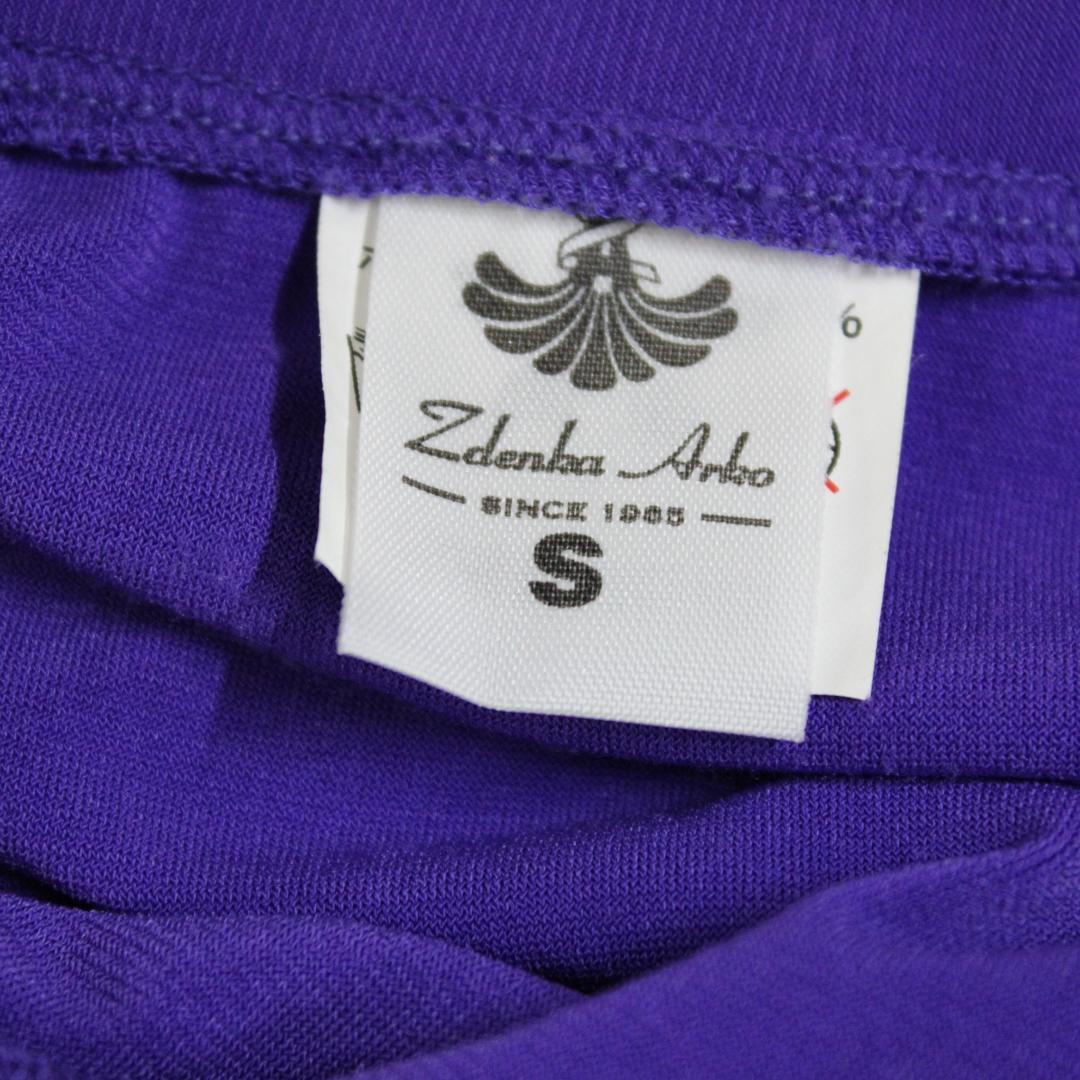 Zdenka Arko
SINCE 1985
S
%